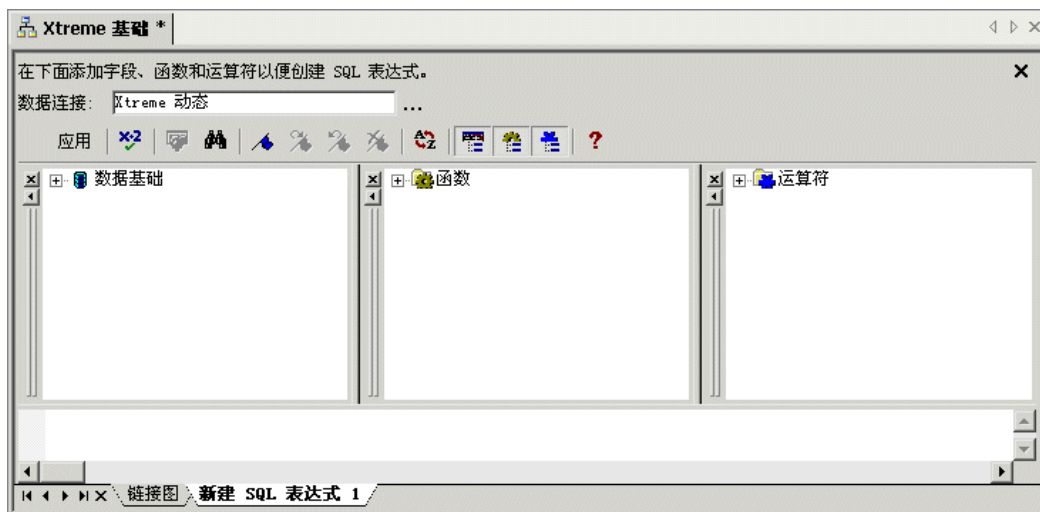 Xtreme 基础 *
在下面添加字段、函数和运算符以便创建 SQL 表达式。
数据连接: Xtreme 动态 ...
应用
数据基础
函数
运算符
链接图
新建 SQL 表达式 1